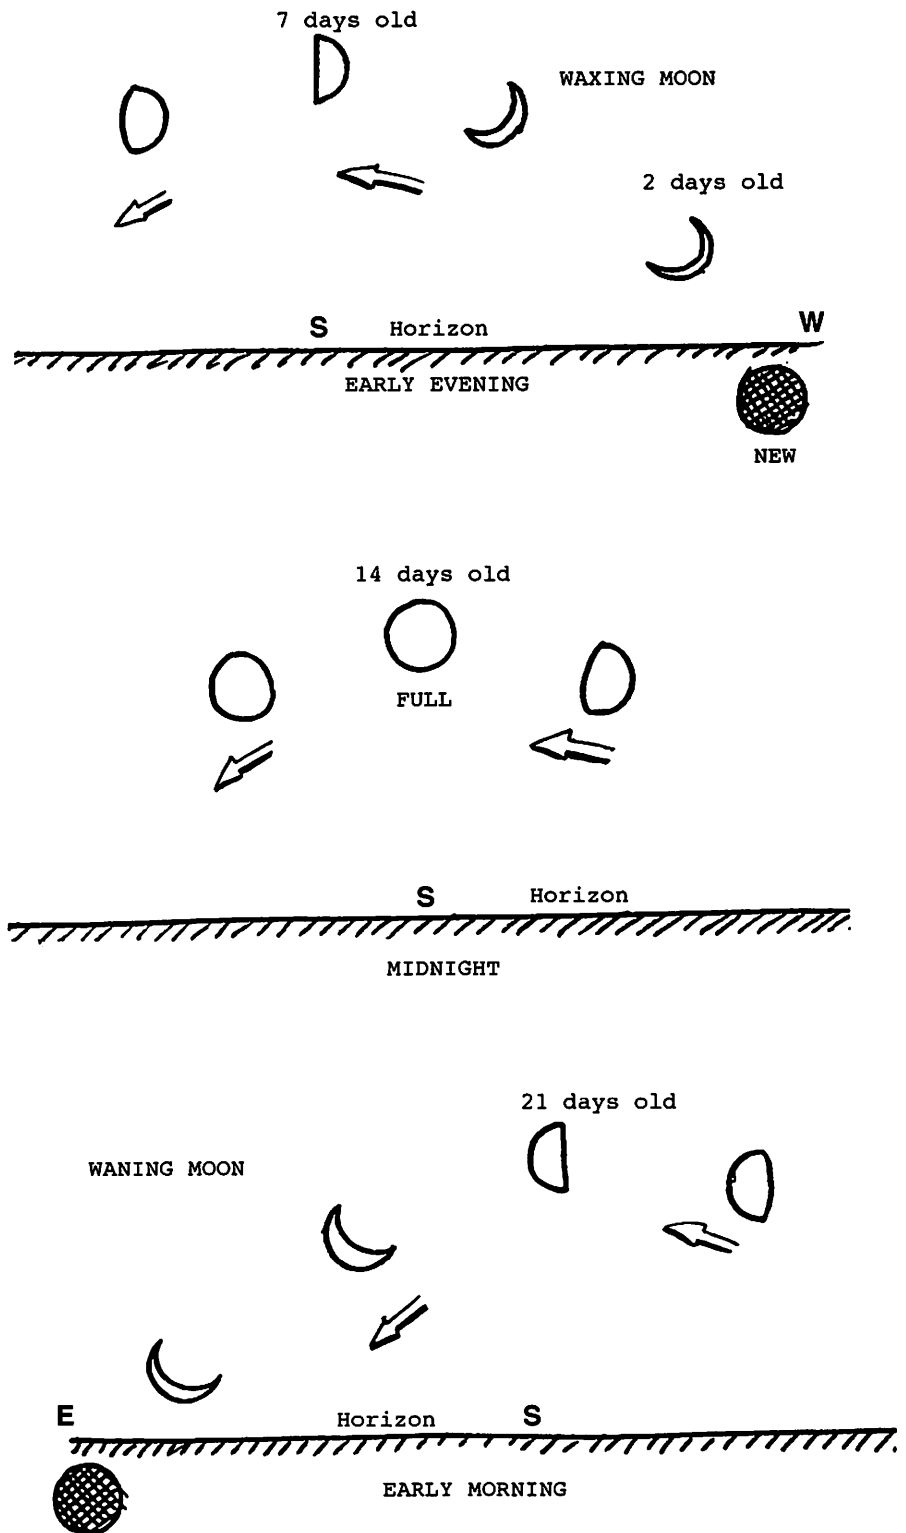 7 days old
WAXING MOON
2 days old
S Horizon W
EARLY EVENING
NEW
14 days old
FULL
S Horizon
MIDNIGHT
21 days old
WANING MOON
E Horizon S
EARLY MORNING